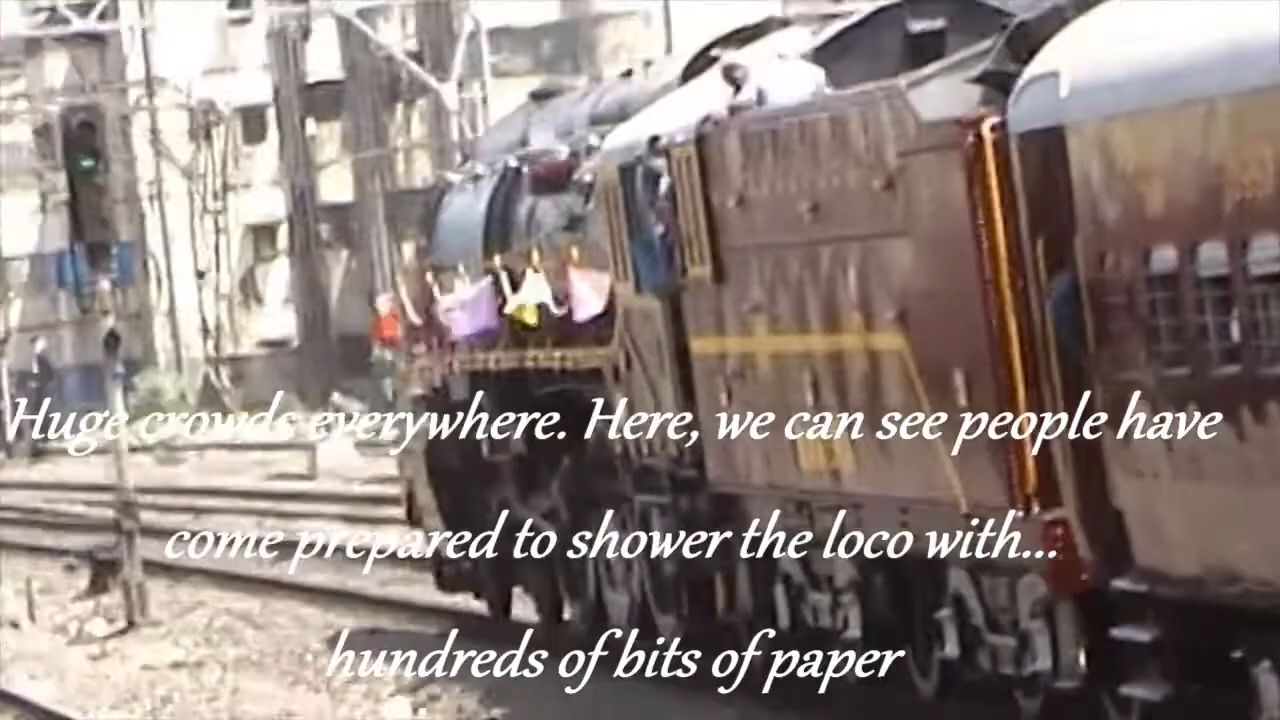 Huge crowds everywhere. Here, we can see people have
come prepared to shower the loco with...
hundreds of bits of paper